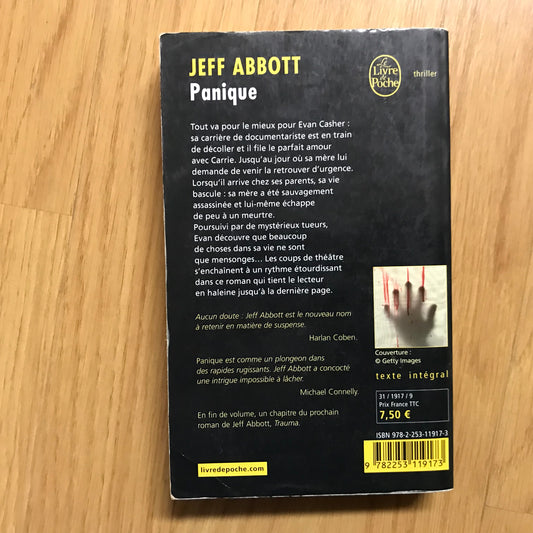 JEFF ABBOTT
Panique
Le
Livre
de
Poche
thriller
Tout va pour le mieux pour Evan Casher :
sa carrière de documentariste est en train
de décoller et il file le parfait amour
avec Carrie. Jusqu'au jour où sa mère lui
demande de venir la retrouver d'urgence.
Lorsqu'il arrive chez ses parents, sa vie
bascule : sa mère a été sauvagement
assassinée et lui-même échappe
de peu à un meurtre.
Poursuivi par de mystérieux tueurs,
Evan découvre que beaucoup
de choses dans sa vie ne sont
que mensonges… Les coups de théâtre
s'enchaînent à un rythme étourdissant
dans ce roman qui tient le lecteur
en haleine jusqu'à la dernière page.
Aucun doute : Jeff Abbott est le nouveau nom
à retenir en matière de suspense.
Harlan Coben.
Panique est comme un plongeon dans
des rapides rugissants. Jeff Abbott a concocté
une intrigue impossible à lâcher.
Michael Connelly.
En fin de volume, un chapitre du prochain
roman de Jeff Abbott, Trauma.
livredepoche.com
Couverture :
© Getty Images
texte intégral
31 / 1917 / 9
Prix France TTC
7,50 €
ISBN 978-2-253-11917-3
9 782253 119173